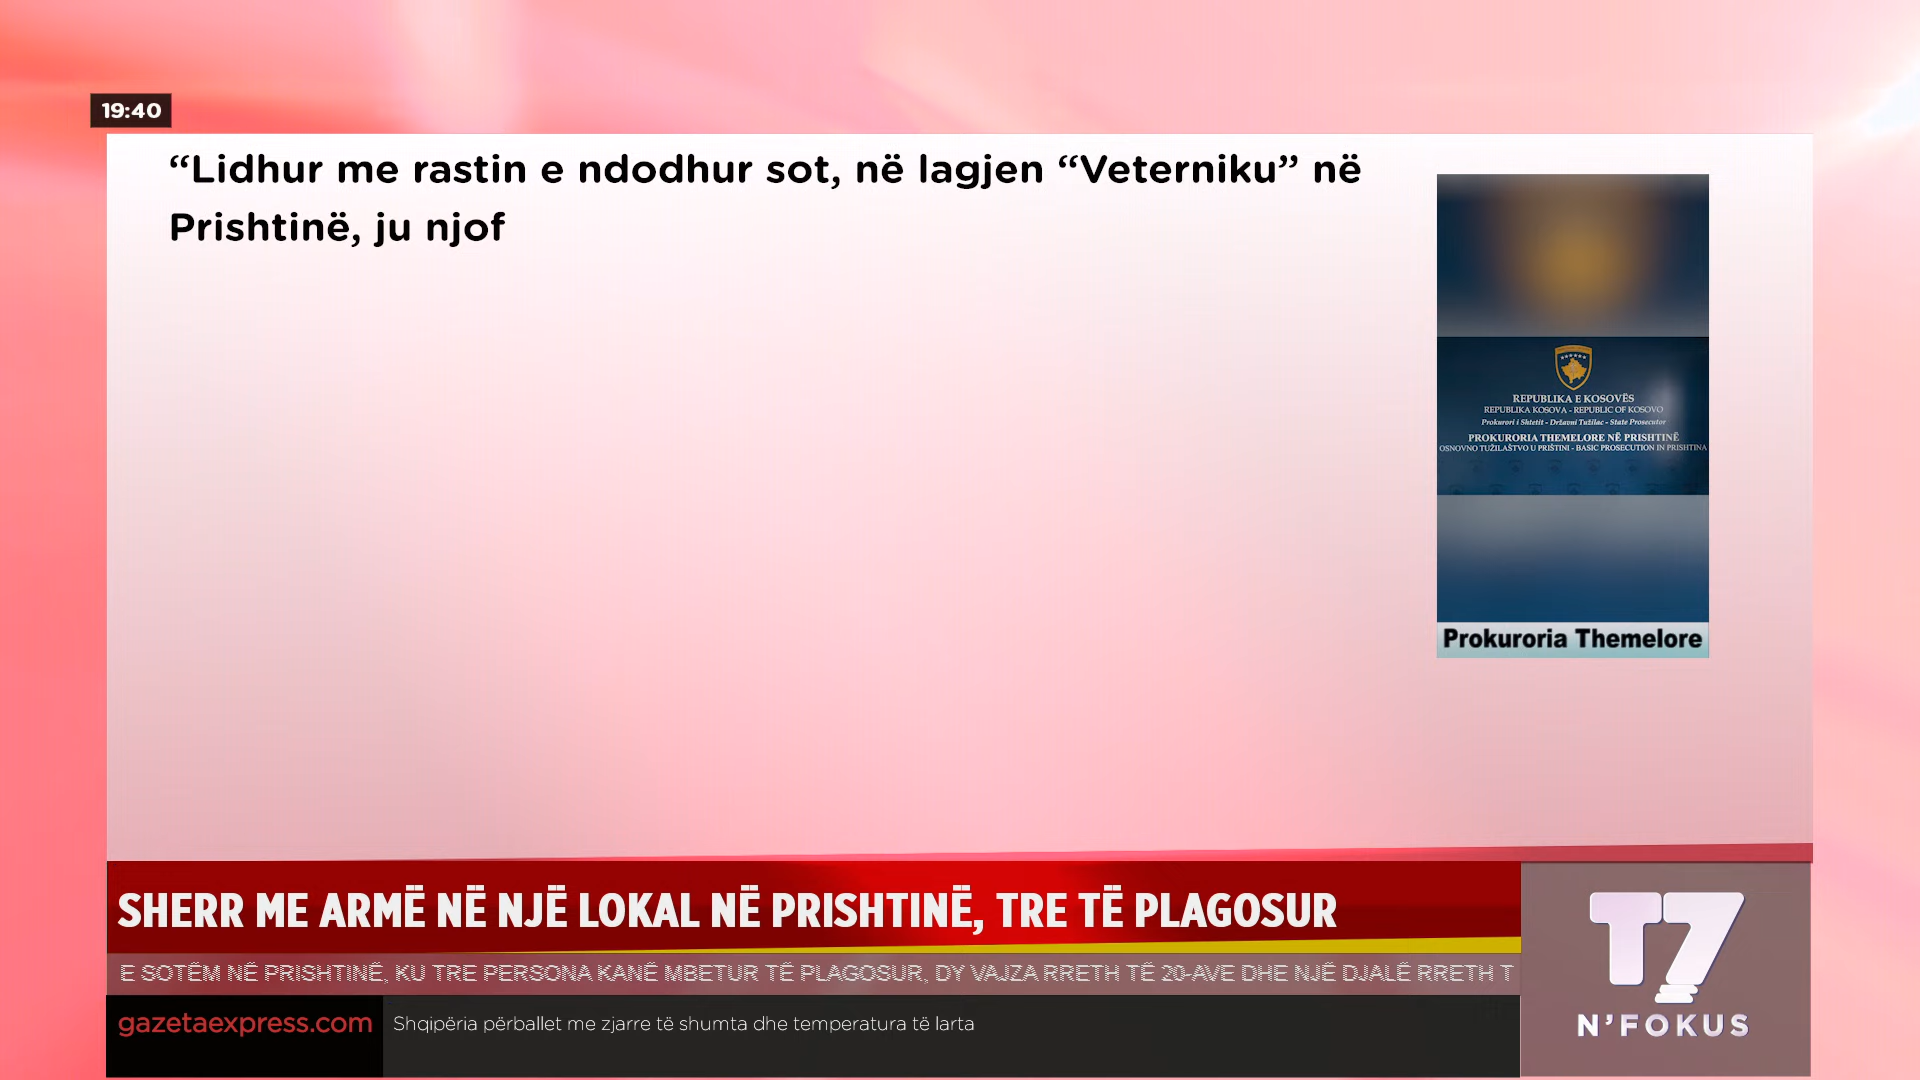 19:40
“Lidhur me rastin e ndodhur sot, në lagjen “Veterniku” në
Prishtinë, ju njof
REPUBLIKA E KOSOVËS
REPUBLIKA KOSOVA - REPUBLIC OF KOSOVO
Prokurori i Shtetit - Državni Tužilac - State Prosecutor
PROKURORIA THEMELORE NË PRISHTINË
OSNOVNO TUŽILAŠTVO U PRIŠTINI - BASIC PROSECUTION IN PRISHTINA
Prokuroria Themelore
SHERR ME ARMË NË NJË LOKAL NË PRISHTINË, TRE TË PLAGOSUR
E SOTËM NË PRISHTINË, KU TRE PERSONA KANË MBETUR TË PLAGOSUR, DY VAJZA RRETH TË 20-AVE DHE NJË DJALË RRETH T
gazetaexpress.com
Shqipëria përballet me zjarre të shumta dhe temperatura të larta
T7
N’FOKUS